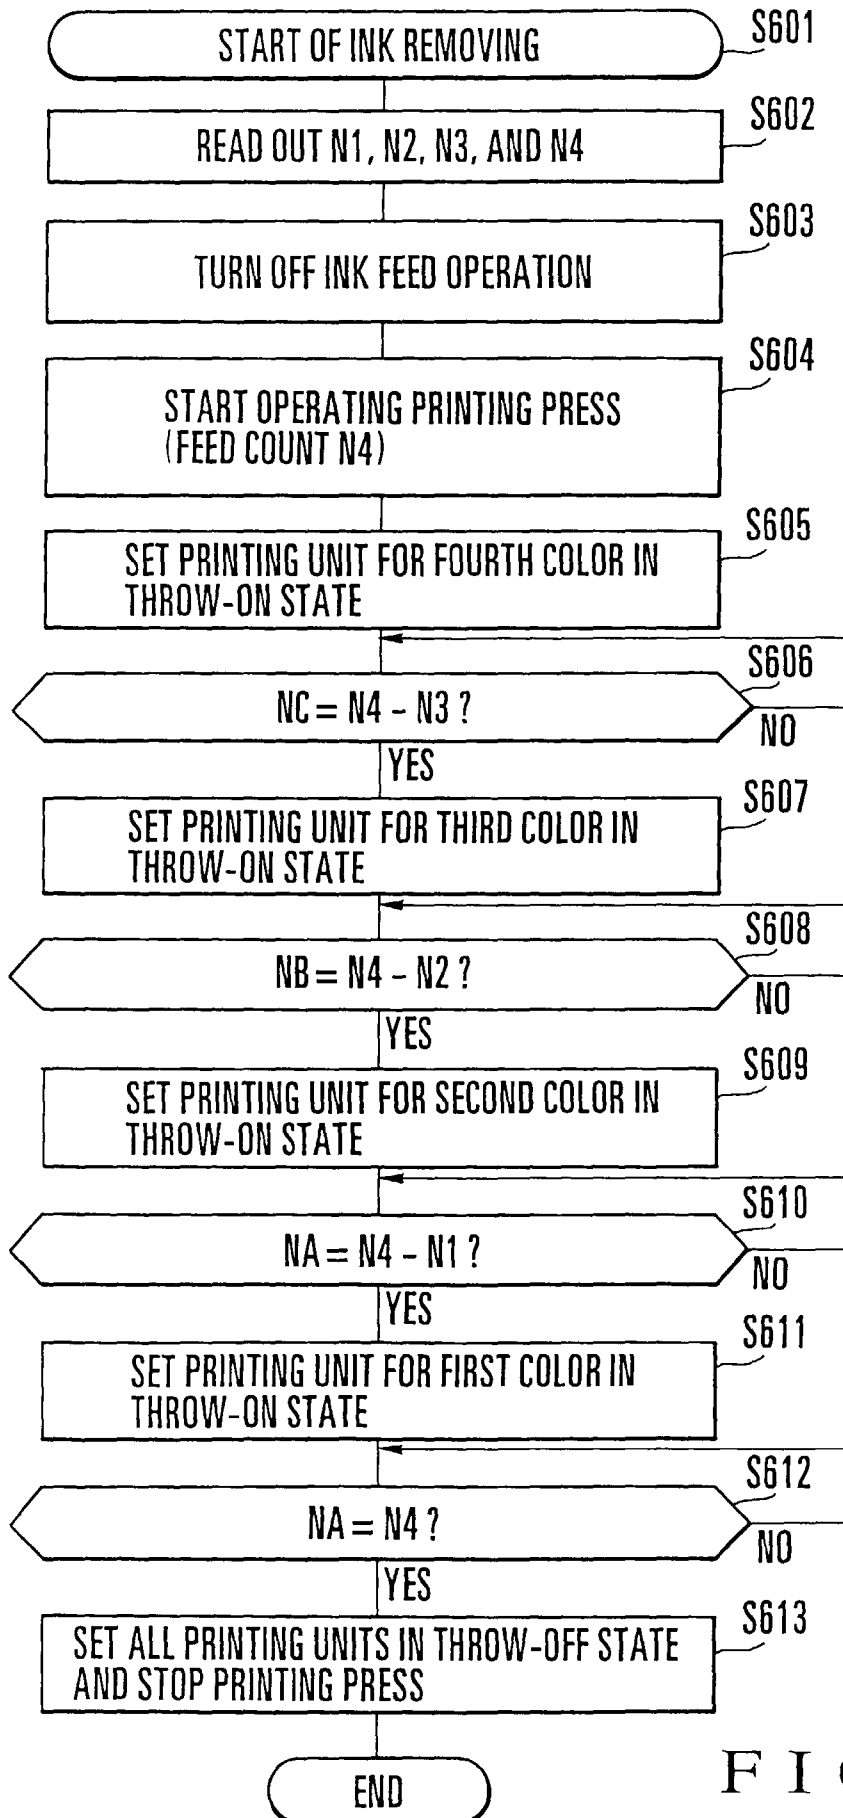 START OF INK REMOVING
S601
READ OUT N1, N2, N3, AND N4
S602
TURN OFF INK FEED OPERATION
S603
START OPERATING PRINTING PRESS
(FEED COUNT N4)
S604
SET PRINTING UNIT FOR FOURTH COLOR IN
THROW-ON STATE
S605
NC = N4 - N3 ?
S606
NO
YES
SET PRINTING UNIT FOR THIRD COLOR IN
THROW-ON STATE
S607
NB = N4 - N2 ?
S608
NO
YES
SET PRINTING UNIT FOR SECOND COLOR IN
THROW-ON STATE
S609
NA = N4 - N1 ?
S610
NO
YES
SET PRINTING UNIT FOR FIRST COLOR IN
THROW-ON STATE
S611
NA = N4 ?
S612
NO
YES
SET ALL PRINTING UNITS IN THROW-OFF STATE
AND STOP PRINTING PRESS
S613
END
F I